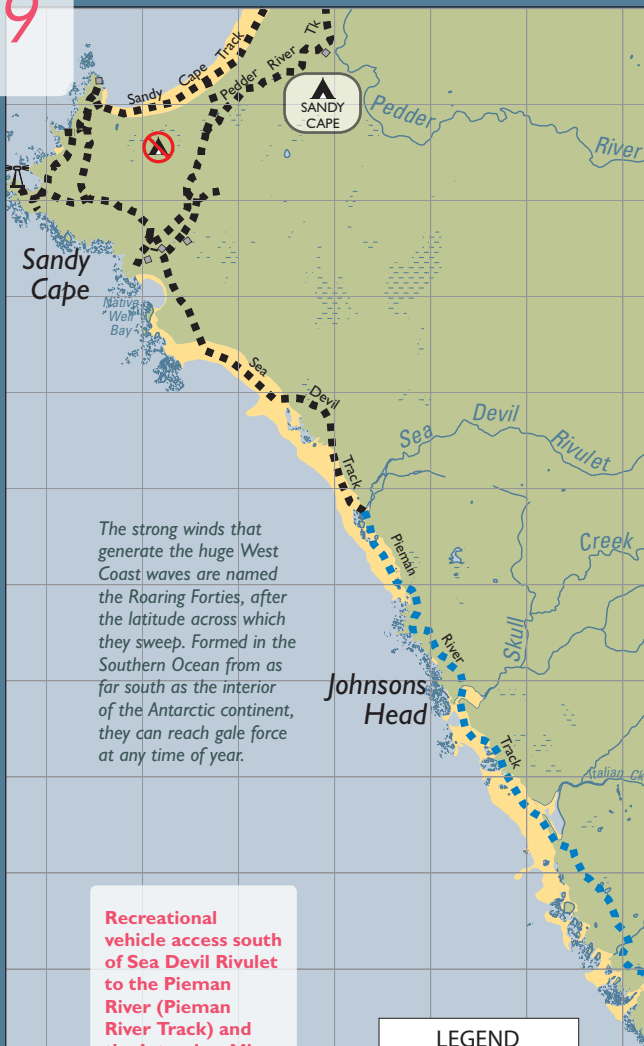 9
Sandy Cape Track
Pedder River Tk
SANDY
CAPE
Pedder River
Sandy
Cape
Native
Well
Bay
Sea Devil Track
Sea Devil Rivulet
The strong winds that
generate the huge West
Coast waves are named
the Roaring Forties, after
the latitude across which
they sweep. Formed in the
Southern Ocean from as
far south as the interior
of the Antarctic continent,
they can reach gale force
at any time of year.
Pieman River Track
Skull Creek
Johnsons
Head
Italian Ck
Recreational
vehicle access south
of Sea Devil Rivulet
to the Pieman
River (Pieman
River Track) and
LEGEND